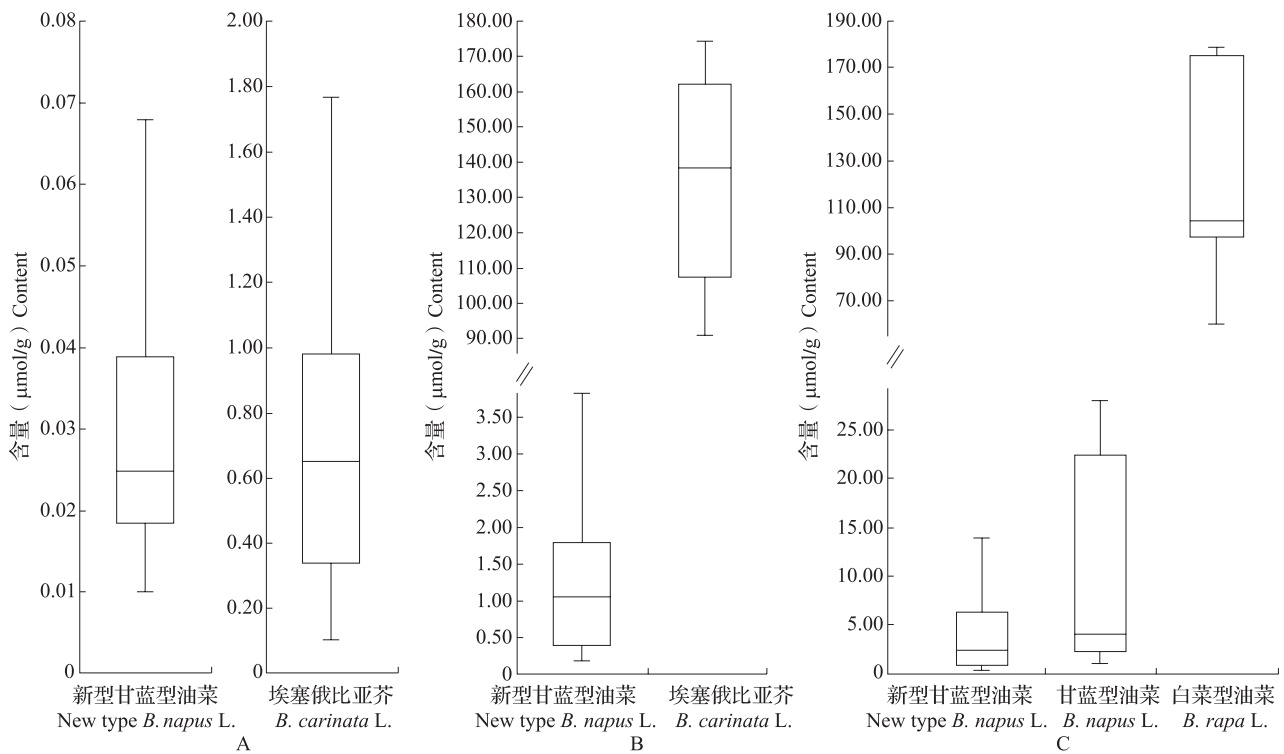 含量（μmol/g）Content
0.08
0.07
0.06
0.05
0.04
0.03
0.02
0.01
0
新型甘蓝型油菜
New type B. napus L.
2.00
1.80
1.60
1.40
1.20
1.00
0.80
0.60
0.40
0.20
0
埃塞俄比亚芥
B. carinata L.
A
含量（μmol/g）Content
180.00
170.00
160.00
150.00
140.00
130.00
120.00
110.00
100.00
90.00
3.50
3.00
2.50
2.00
1.50
1.00
0.50
0
新型甘蓝型油菜
New type B. napus L.
埃塞俄比亚芥
B. carinata L.
B
含量（μmol/g）Content
190.00
170.00
150.00
130.00
110.00
90.00
70.00
25.00
20.00
15.00
10.00
5.00
0
新型甘蓝型油菜
New type B. napus L.
甘蓝型油菜
B. napus L.
白菜型油菜
B. rapa L.
C